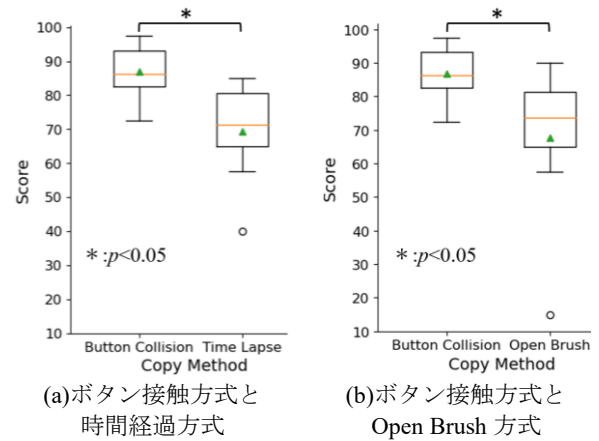 *
100
90
80
70
60
50
40
30
20
10
Score
*:p<0.05
Button Collision Time Lapse
Copy Method
(a)ボタン接触方式と
時間経過方式
*
100
90
80
70
60
50
40
30
20
10
Score
*:p<0.05
Button Collision Open Brush
Copy Method
(b)ボタン接触方式と
Open Brush 方式